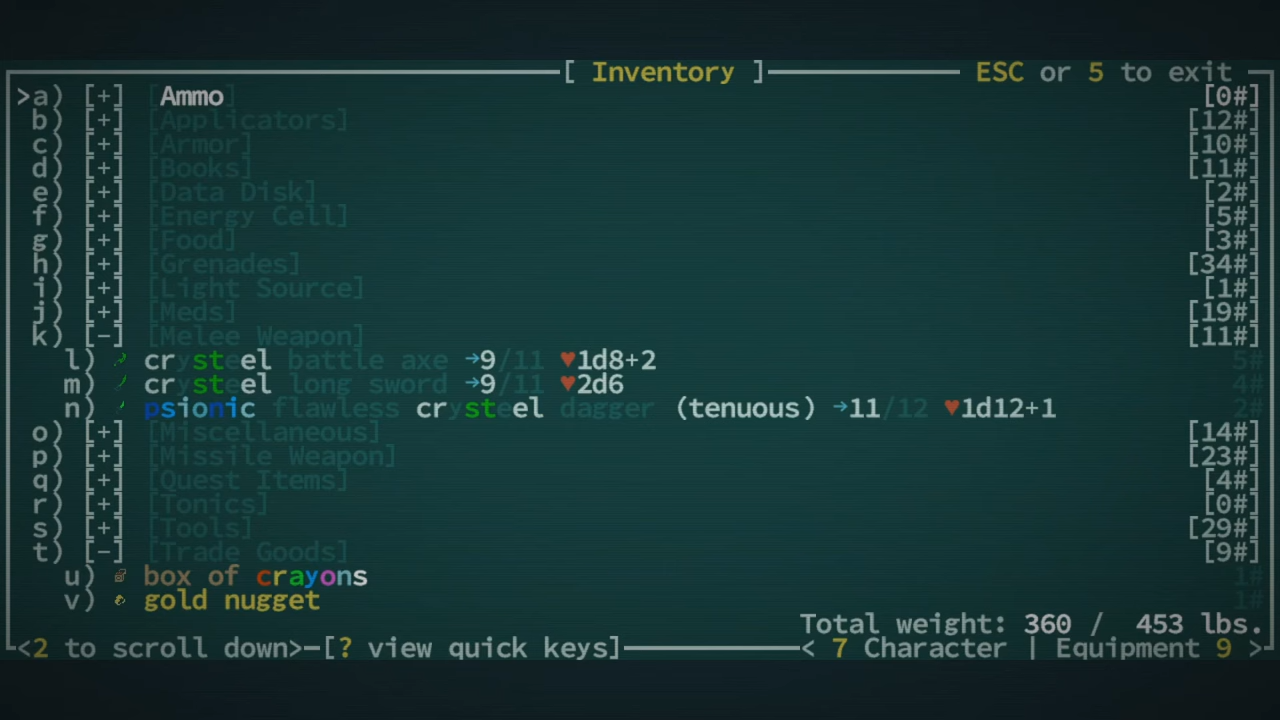 [ Inventory ] ESC or 5 to exit
>a) [+] [Ammo] [0#]
b) [+] [Applicators] [12#]
c) [+] [Armor] [10#]
d) [+] [Books] [11#]
e) [+] [Data Disk] [2#]
f) [+] [Energy Cell] [5#]
g) [+] [Food] [3#]
h) [+] [Grenades] [34#]
i) [+] [Light Source] [1#]
j) [+] [Meds] [19#]
k) [-] [Melee Weapon] [11#]
l) crysteel battle axe →9/11 ♥1d8+2 5#
m) crysteel long sword →9/11 ♥2d6 4#
n) psionic flawless crysteel dagger (tenuous) →11/12 ♥1d12+1 2#
o) [+] [Miscellaneous] [14#]
p) [+] [Missile Weapon] [23#]
q) [+] [Quest Items] [4#]
r) [+] [Tonics] [0#]
s) [+] [Tools] [29#]
t) [-] [Trade Goods] [9#]
u) box of crayons 1#
v) gold nugget 1#
Total weight: 360 / 453 lbs.
<2 to scroll down> [? view quick keys] < 7 Character | Equipment 9 >